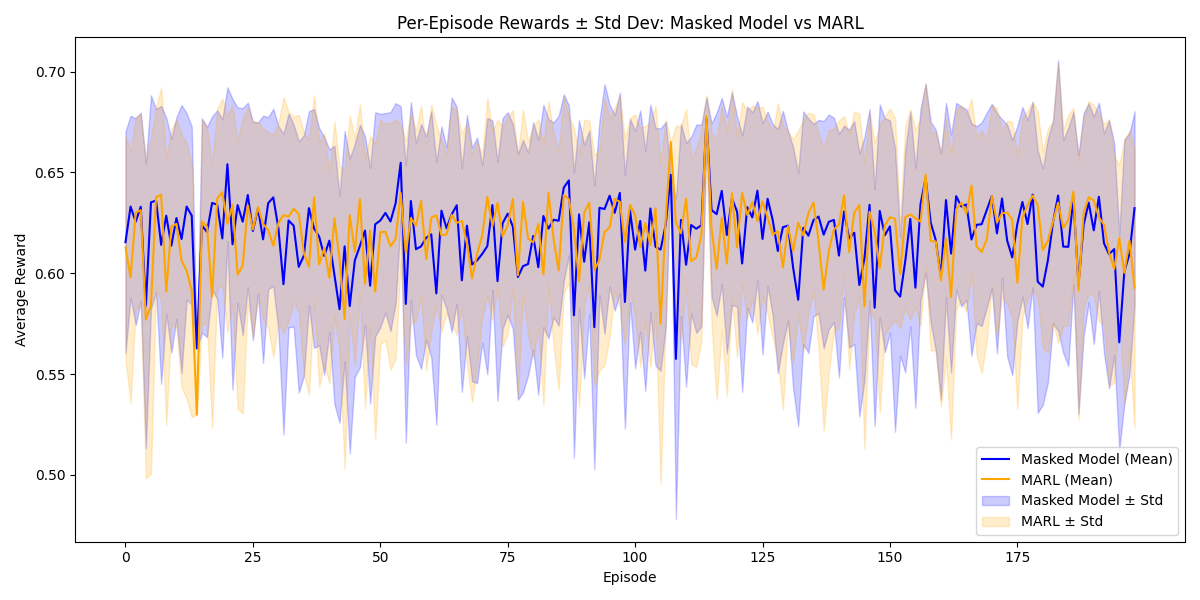 Per-Episode Rewards ± Std Dev: Masked Model vs MARL
Average Reward
0.70
0.65
0.60
0.55
0.50
Masked Model (Mean)
MARL (Mean)
Masked Model ± Std
MARL ± Std
0 25 50 75 100 125 150 175
Episode